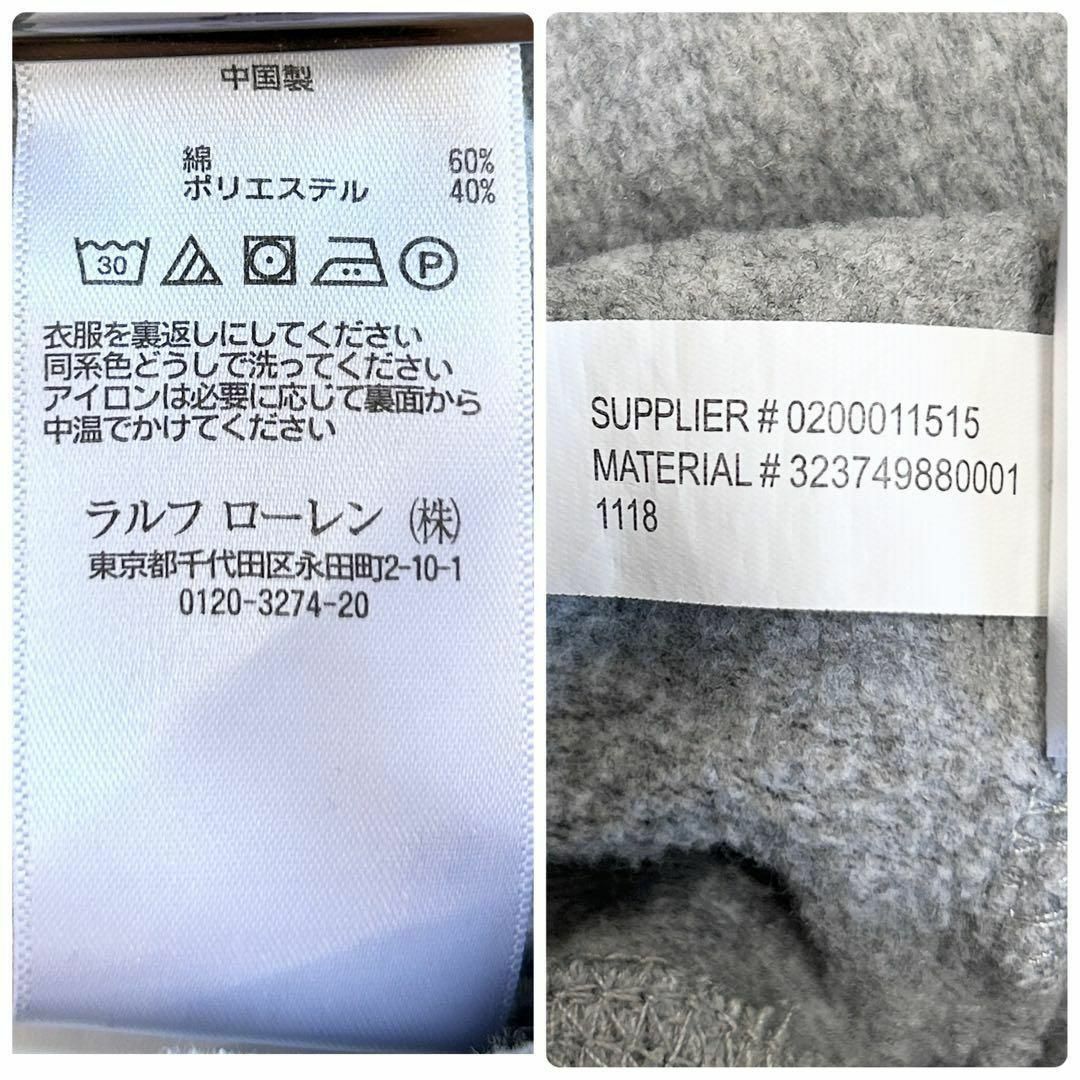 中国製
綿 60%
ポリエステル 40%
30 P
衣服を裏返しにしてください
同系色どうしで洗ってください
アイロンは必要に応じて裏面から
中温でかけてください
ラルフ ローレン (株)
東京都千代田区永田町2-10-1
0120-3274-20
SUPPLIER # 0200011515
MATERIAL # 323749880001
1118